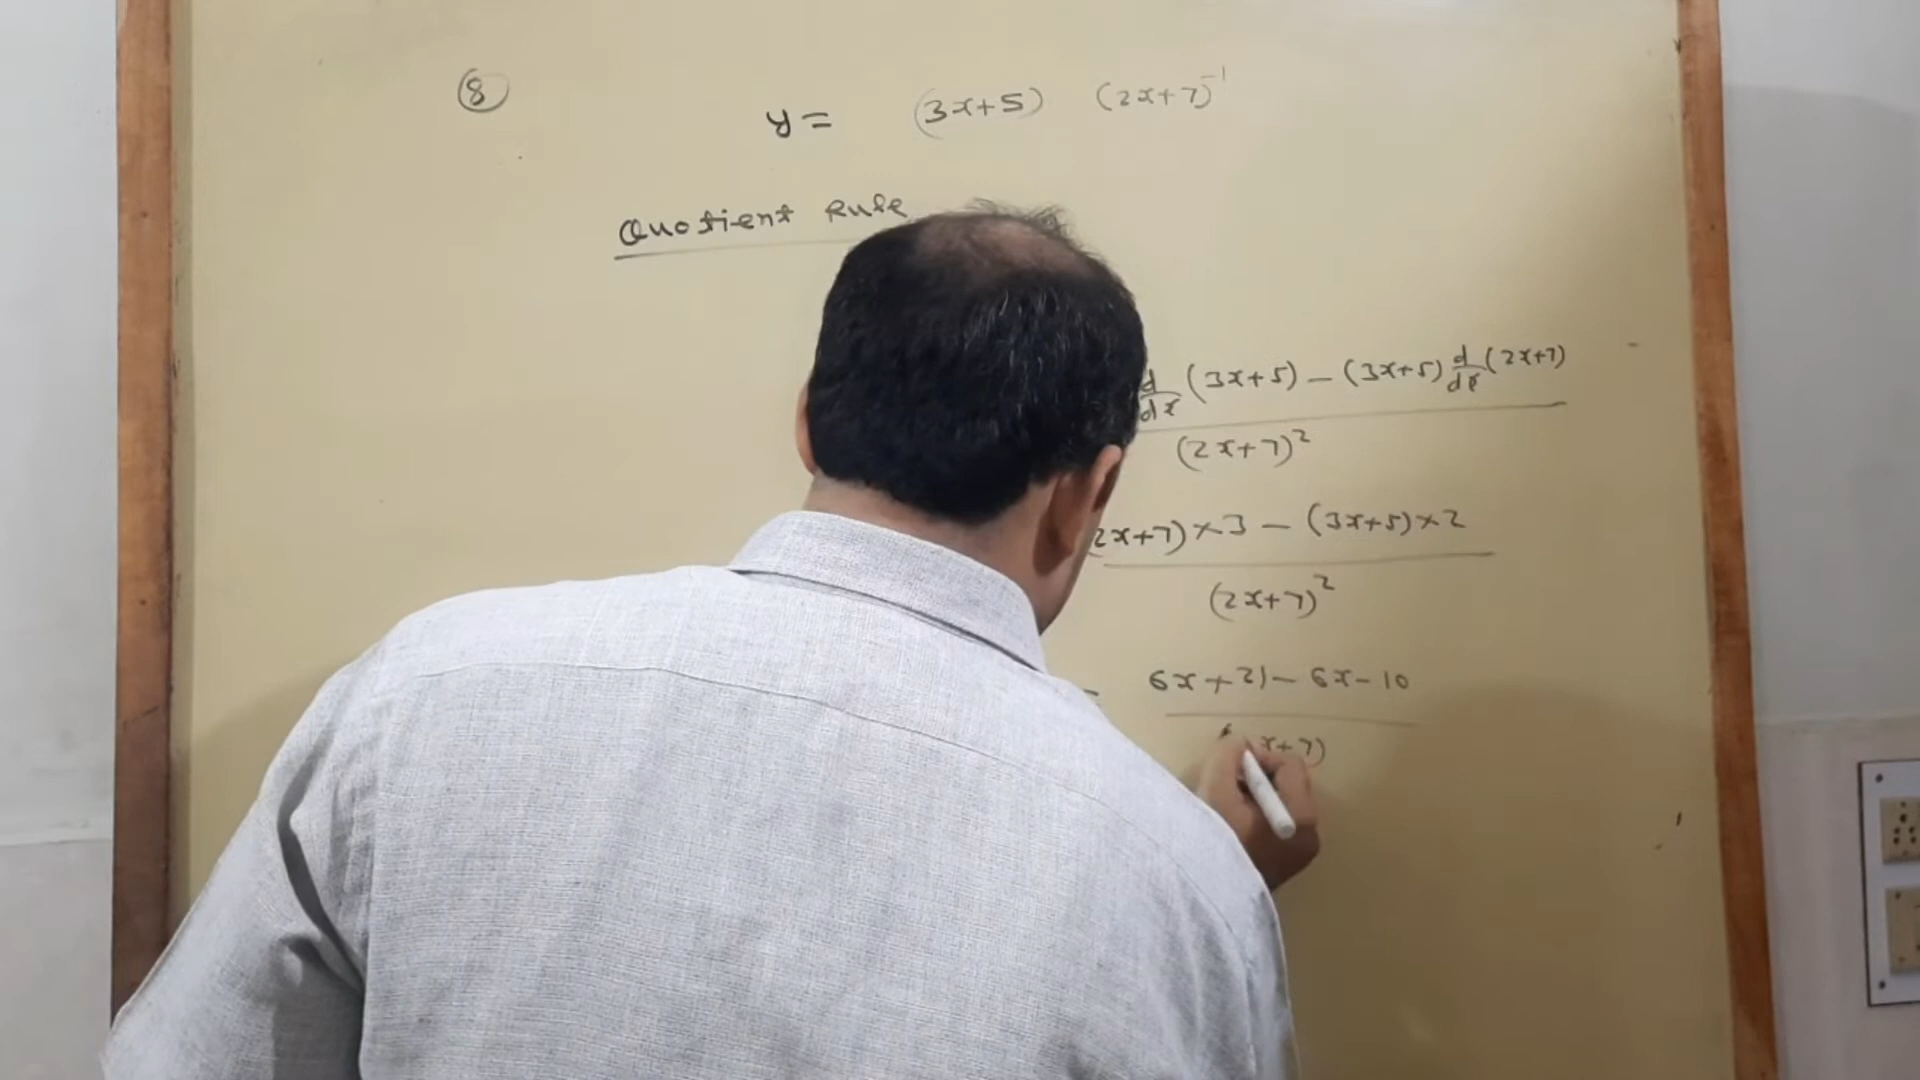 8
y = (3x+5) (2x+7)⁻¹
Quotient Rule
d/dx (3x+5) – (3x+5) d/dx (2x+7)
(2x+7)²
2x+7) × 3 – (3x+5) × 2
(2x+7)²
6x + 21 – 6x – 10
x+7)